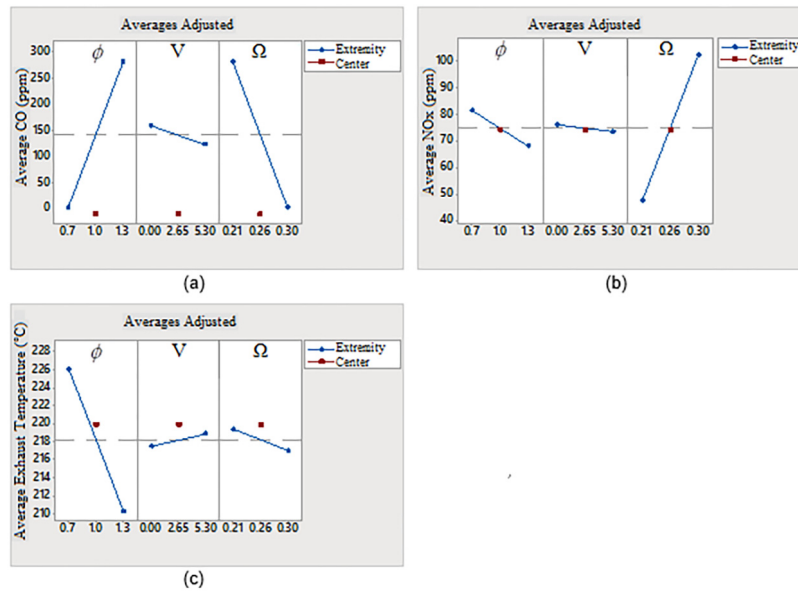 Averages Adjusted
ϕ V Ω
Extremity
Center
Average CO (ppm)
300
250
200
150
100
50
0
0.7 1.0 1.3 0.00 2.65 5.30 0.21 0.26 0.30
(a)
Averages Adjusted
ϕ V Ω
Extremity
Center
Average NOx (ppm)
100
90
80
70
60
50
40
0.7 1.0 1.3 0.00 2.65 5.30 0.21 0.26 0.30
(b)
Averages Adjusted
ϕ V Ω
Extremity
Center
Average Exhaust Temperature (°C)
228
226
224
222
220
218
216
214
212
210
0.7 1.0 1.3 0.00 2.65 5.30 0.21 0.26 0.30
(c)